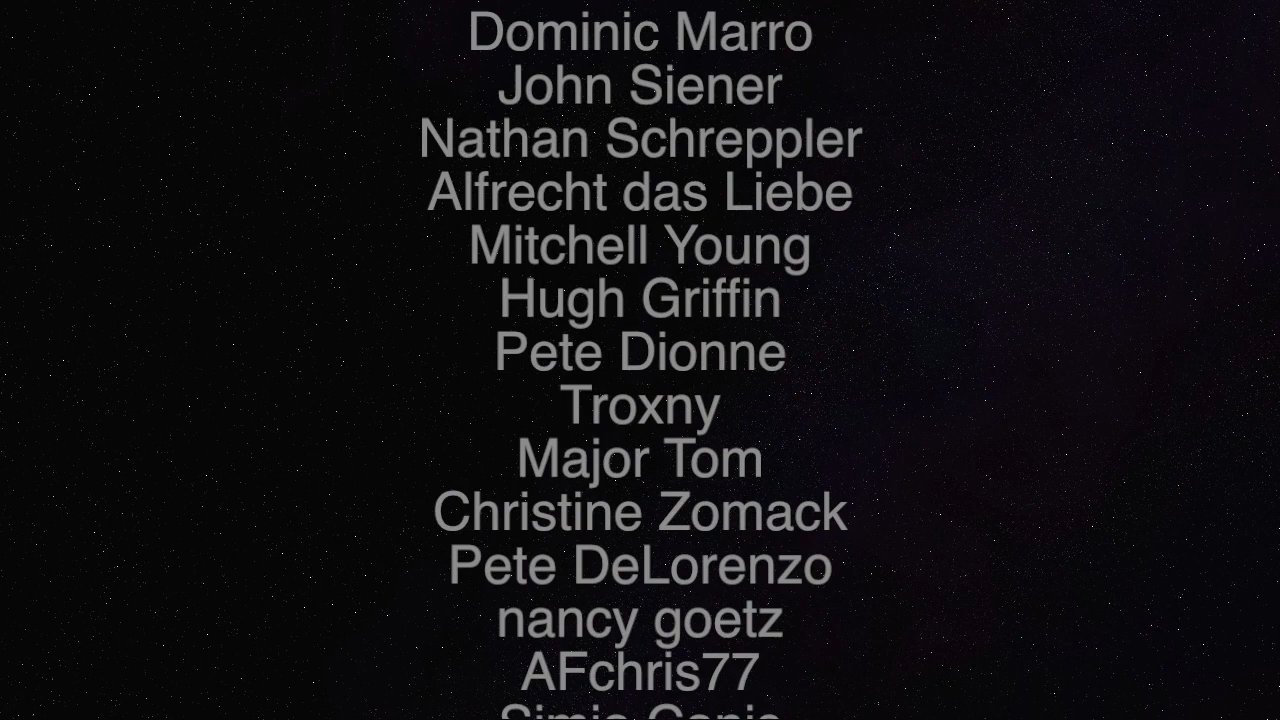 Dominic Marro
John Siener
Nathan Schreppler
Alfrecht das Liebe
Mitchell Young
Hugh Griffin
Pete Dionne
Troxny
Major Tom
Christine Zomack
Pete DeLorenzo
nancy goetz
AFchris77